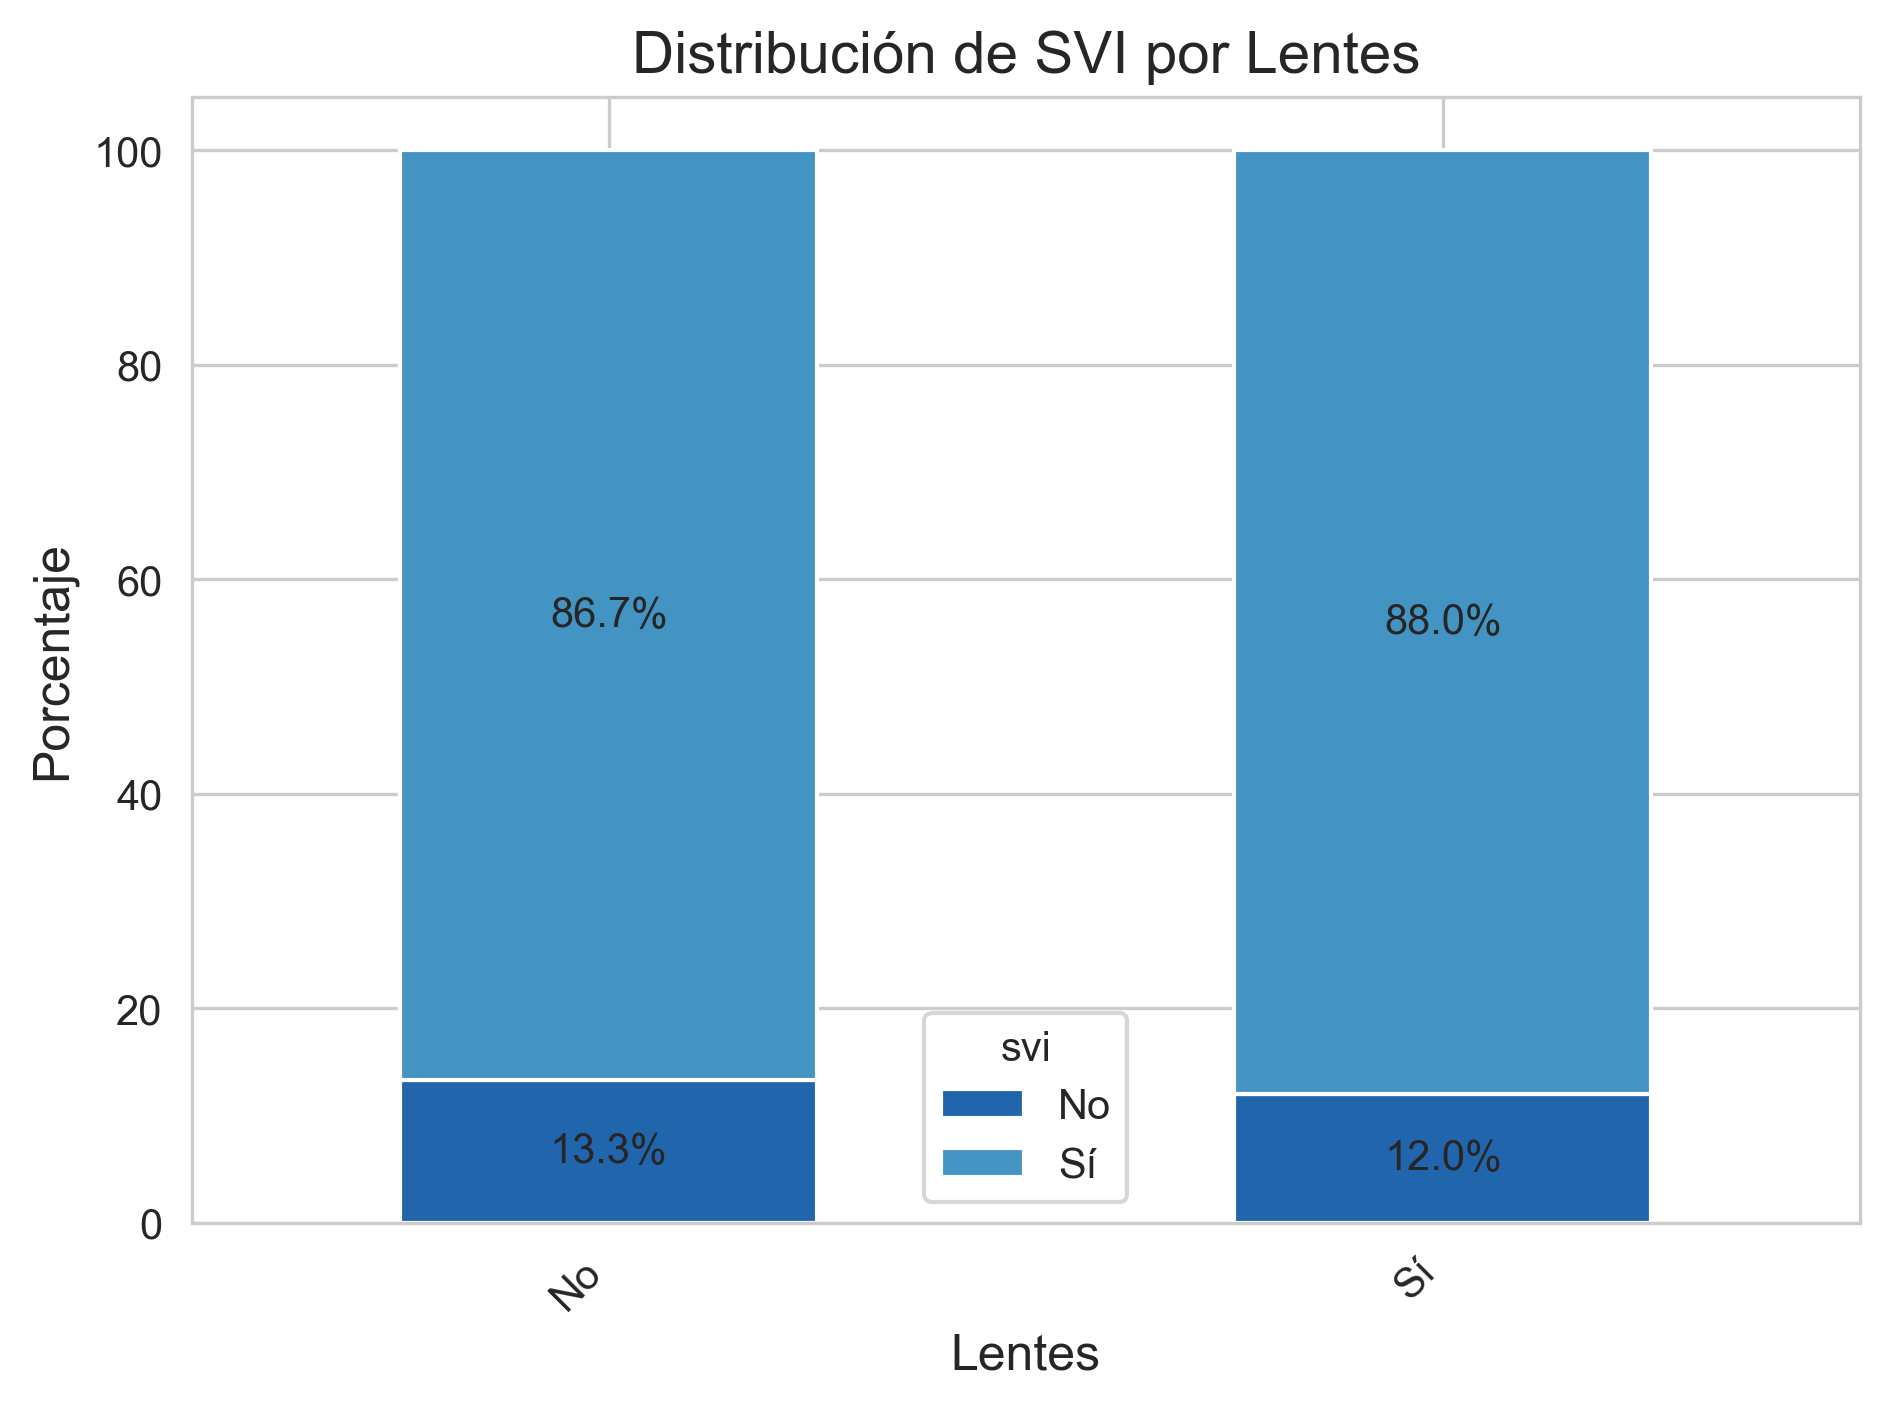 Distribución de SVI por Lentes
Porcentaje
100
80
60
40
20
0
86.7%
88.0%
13.3%
12.0%
svi
No
Sí
No
Sí
Lentes